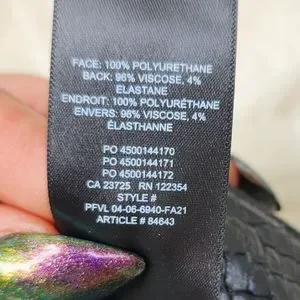 FACE: 100% POLYURETHANE
BACK: 96% VISCOSE, 4%
ELASTANE
ENDROIT: 100% POLYURÉTHANE
ENVERS: 96% VISCOSE, 4%
ÉLASTHANNE
PO 4500144170
PO 4500144171
PO 4500144172
CA 23725 RN 122354
STYLE #
PFVL 04-06-6940-FA21
ARTICLE # 84643